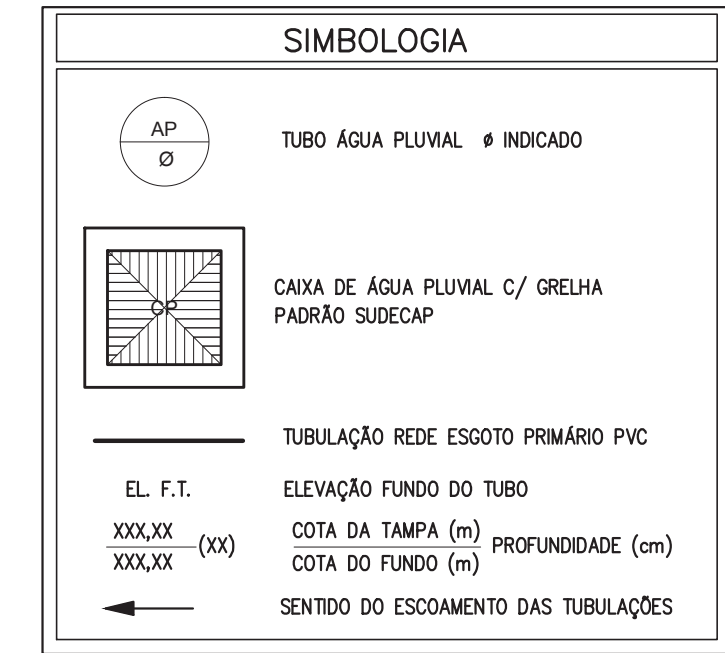 SIMBOLOGIA
AP
Ø
TUBO ÁGUA PLUVIAL ø INDICADO
CP
CAIXA DE ÁGUA PLUVIAL C/ GRELHA
PADRÃO SUDECAP
TUBULAÇÃO REDE ESGOTO PRIMÁRIO PVC
EL. F.T. ELEVAÇÃO FUNDO DO TUBO
XXX,XX
XXX,XX
(XX)
COTA DA TAMPA (m)
COTA DO FUNDO (m)
PROFUNDIDADE (cm)
SENTIDO DO ESCOAMENTO DAS TUBULAÇÕES